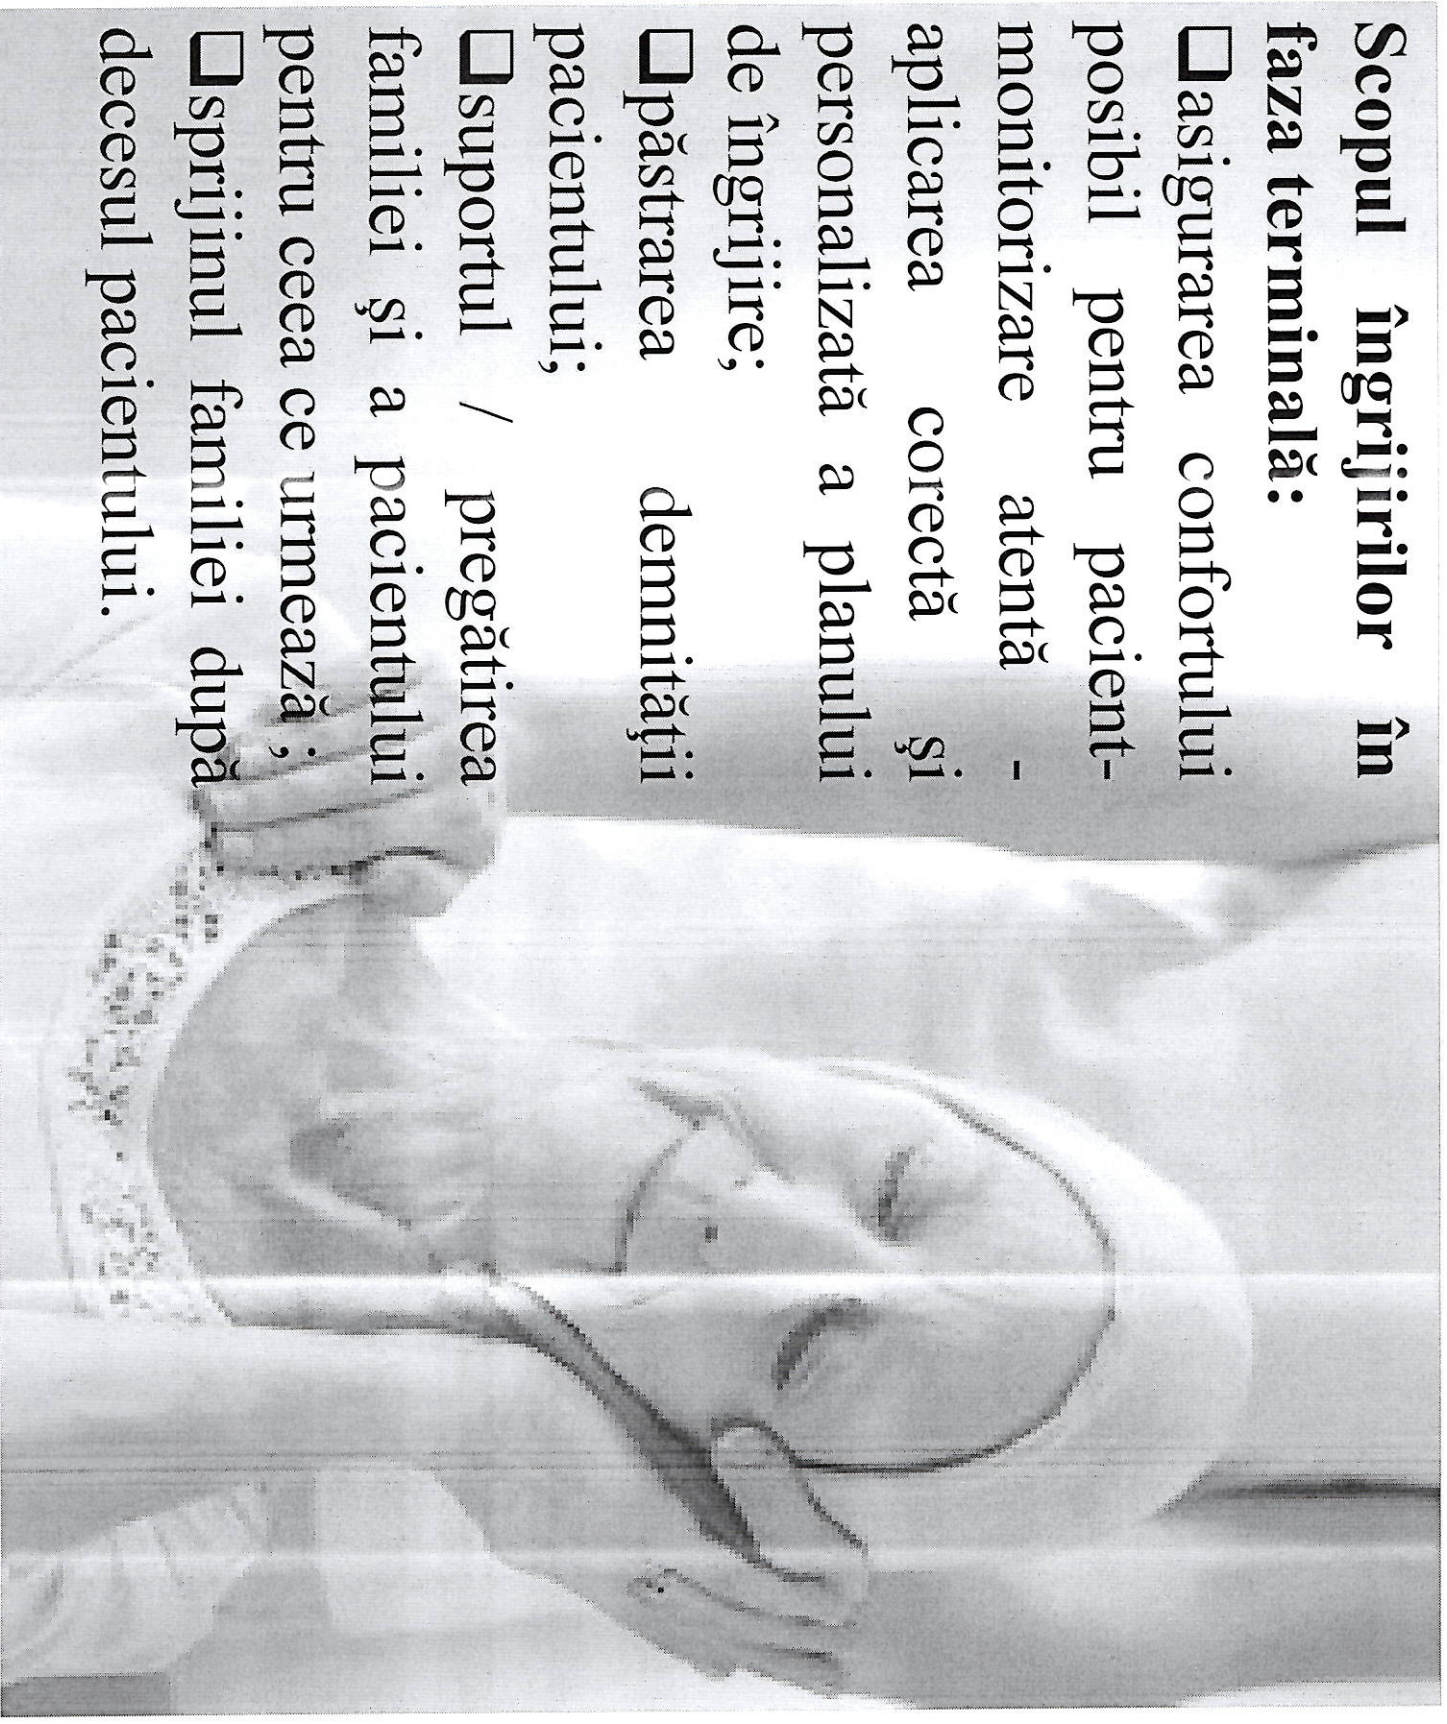 Scopul îngrijirilor în
faza terminală:
❑asigurarea confortului
posibil pentru pacient-
monitorizare atentă -
aplicarea corectă şi
personalizată a planului
de îngrijire;
❑păstrarea demnităţii
pacientului;
❑suportul / pregătirea
familiei şi a pacientului
pentru ceea ce urmează ;
❑sprijinul familiei după
decesul pacientului.